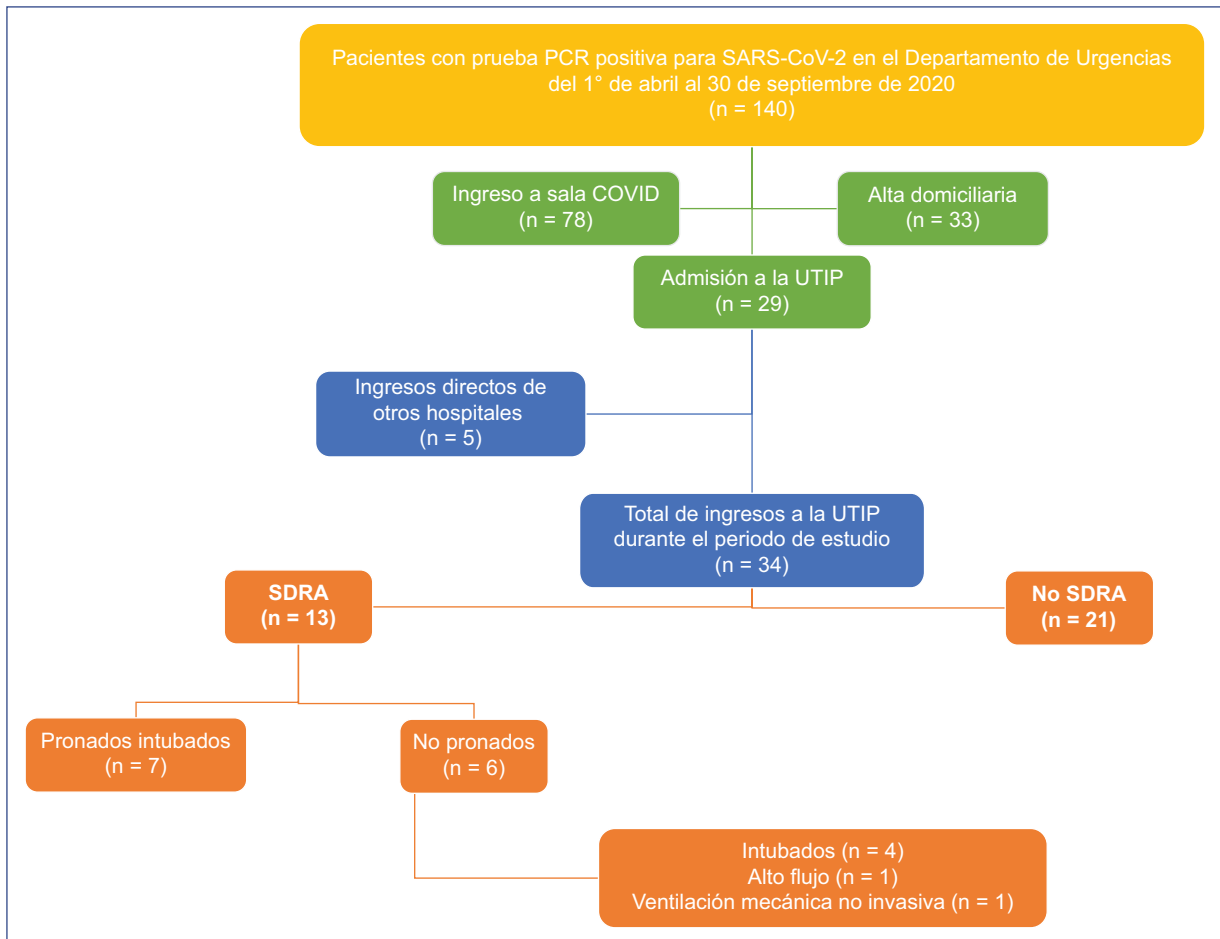 Pacientes con prueba PCR positiva para SARS-CoV-2 en el Departamento de Urgencias
del 1° de abril al 30 de septiembre de 2020
(n = 140)
Ingreso a sala COVID
(n = 78)
Alta domiciliaria
(n = 33)
Admisión a la UTIP
(n = 29)
Ingresos directos de
otros hospitales
(n = 5)
Total de ingresos a la UTIP
durante el periodo de estudio
(n = 34)
SDRA
(n = 13)
No SDRA
(n = 21)
Pronados intubados
(n = 7)
No pronados
(n = 6)
Intubados (n = 4)
Alto flujo (n = 1)
Ventilación mecánica no invasiva (n = 1)